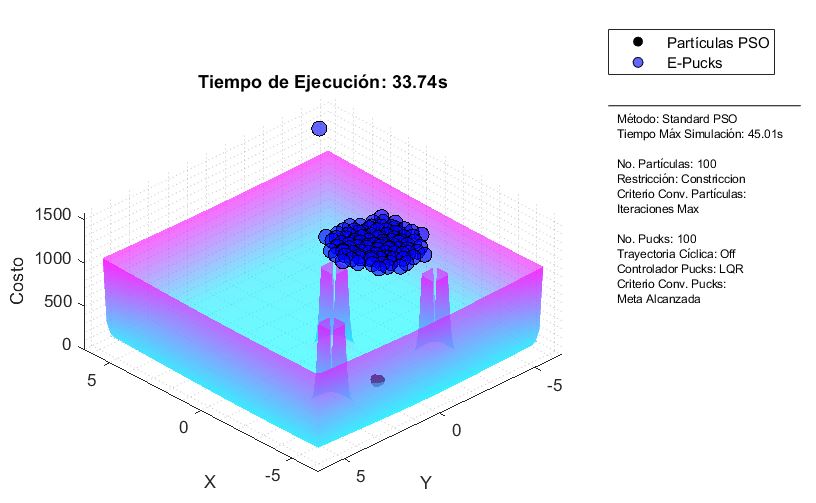 Tiempo de Ejecución: 33.74s
Partículas PSO
E-Pucks
Método: Standard PSO
Tiempo Máx Simulación: 45.01s
No. Partículas: 100
Restricción: Constriccion
Criterio Conv. Partículas:
Iteraciones Max
No. Pucks: 100
Trayectoria Cíclica: Off
Controlador Pucks: LQR
Criterio Conv. Pucks:
Meta Alcanzada
Costo
1500
1000
500
0
5
0
-5
X
5
0
-5
Y